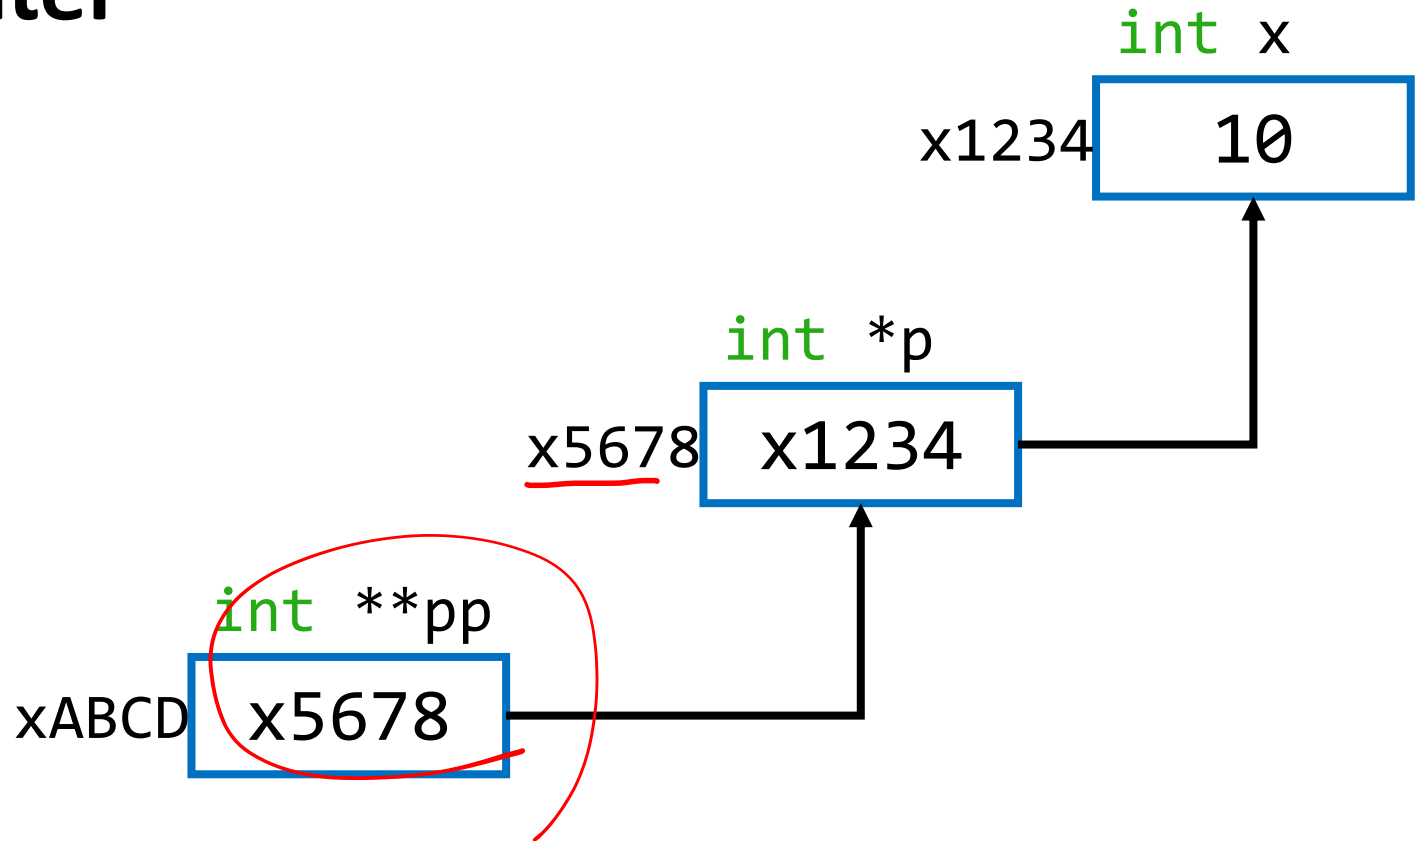 int x
x1234 10
int *p
x5678 x1234
int **pp
xABCD x5678